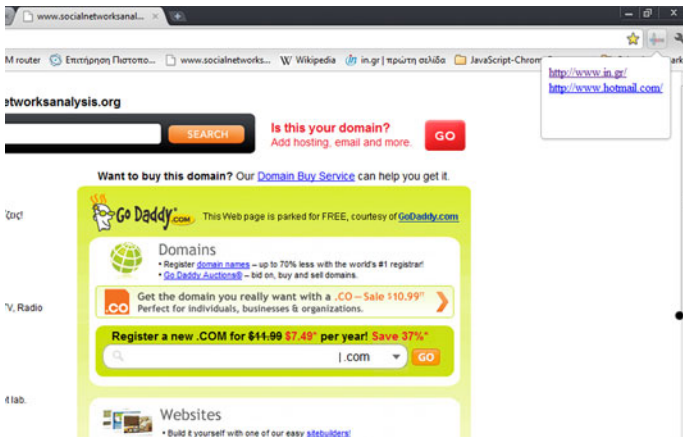 www.socialnetworksanal...
M router Επιτήρηση Πιστοπο... www.socialnetworks... W Wikipedia in.gr | πρώτη σελίδα JavaScript-Chrom
http://www.in.gr/
http://www.hotmail.com/
etworksanalysis.org
SEARCH
Is this your domain?
Add hosting, email and more.
GO
Want to buy this domain? Our Domain Buy Service can help you get it.
Go Daddy.com This Web page is parked for FREE, courtesy of GoDaddy.com
Domains
• Register domain names – up to 70% less with the world's #1 registrar!
• Go Daddy Auctions® – bid on, buy and sell domains.
.CO
Get the domain you really want with a .CO – Sale $10.99**
Perfect for individuals, businesses & organizations.
V, Radio
Register a new .COM for $11.99 $7.49* per year! Save 37%*
.com GO
t lab.
Websites
• Build it yourself with one of our easy sitebuilders!